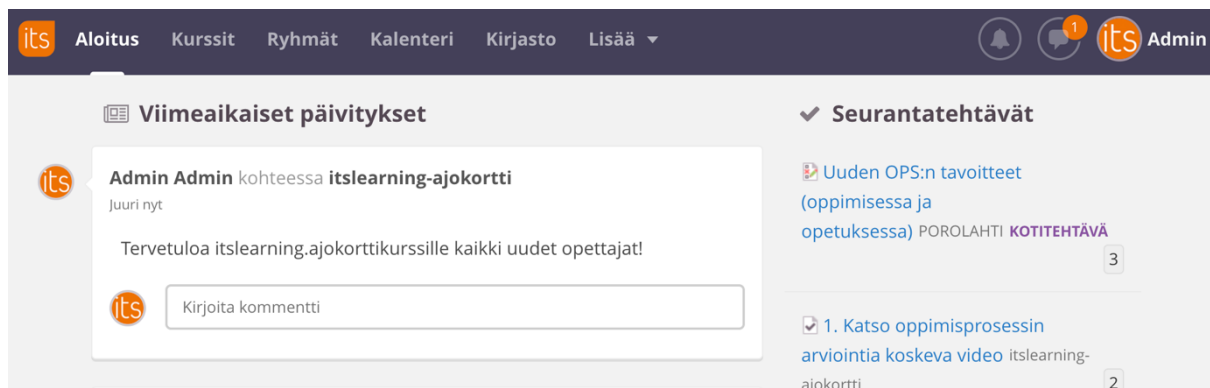 its Aloitus Kurssit Ryhmät Kalenteri Kirjasto Lisää 1 its Admin
Viimeaikaiset päivitykset
its
Admin Admin kohteessa itslearning-ajokortti
Juuri nyt
Tervetuloa itslearning.ajokorttikurssille kaikki uudet opettajat!
its Kirjoita kommentti
Seurantatehtävät
Uuden OPS:n tavoitteet
(oppimisessa ja
opetuksessa) POROLAHTI KOTITEHTÄVÄ
3
1. Katso oppimisprosessin
arviointia koskeva video itslearning-
ajokortti
2